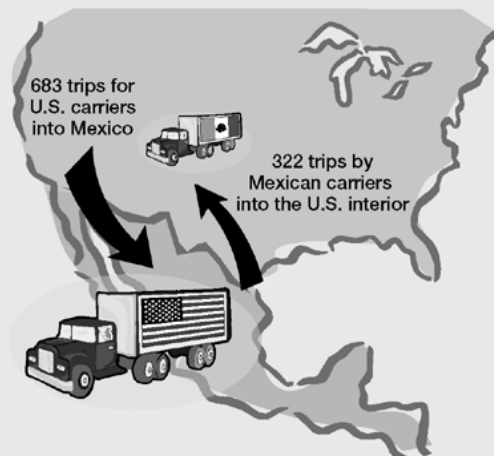 683 trips for
U.S. carriers
into Mexico
322 trips by
Mexican carriers
into the U.S. interior